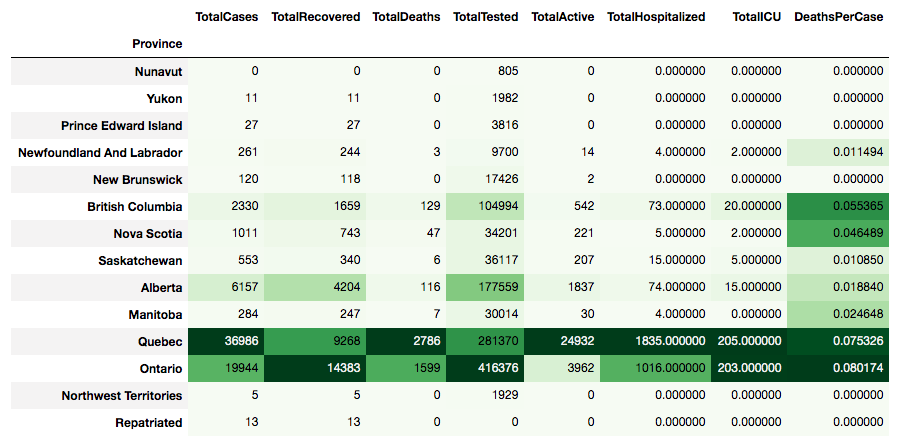 TotalCases TotalRecovered TotalDeaths TotalTested TotalActive TotalHospitalized TotalICU DeathsPerCase
Province
Nunavut 0 0 0 805 0 0.000000 0.000000 0.000000
Yukon 11 11 0 1982 0 0.000000 0.000000 0.000000
Prince Edward Island 27 27 0 3816 0 0.000000 0.000000 0.000000
Newfoundland And Labrador 261 244 3 9700 14 4.000000 2.000000 0.011494
New Brunswick 120 118 0 17426 2 0.000000 0.000000 0.000000
British Columbia 2330 1659 129 104994 542 73.000000 20.000000 0.055365
Nova Scotia 1011 743 47 34201 221 5.000000 2.000000 0.046489
Saskatchewan 553 340 6 36117 207 15.000000 5.000000 0.010850
Alberta 6157 4204 116 177559 1837 74.000000 15.000000 0.018840
Manitoba 284 247 7 30014 30 4.000000 0.000000 0.024648
Quebec 36986 9268 2786 281370 24932 1835.000000 205.000000 0.075326
Ontario 19944 14383 1599 416376 3962 1016.000000 203.000000 0.080174
Northwest Territories 5 5 0 1929 0 0.000000 0.000000 0.000000
Repatriated 13 13 0 0 0 0.000000 0.000000 0.000000